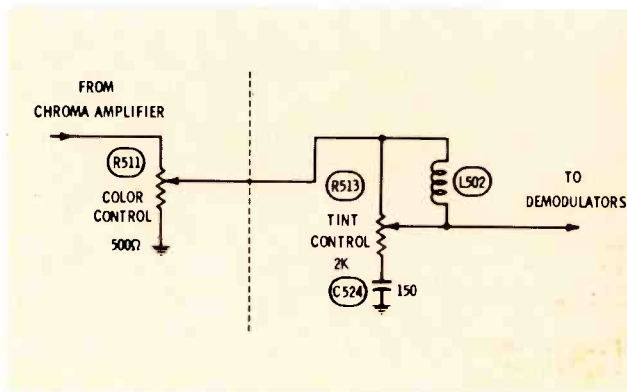 FROM
CHROMA AMPLIFIER
R511
COLOR
CONTROL
500Ω
R513
TINT
CONTROL
2K
C524 150
L502
TO
DEMODULATORS